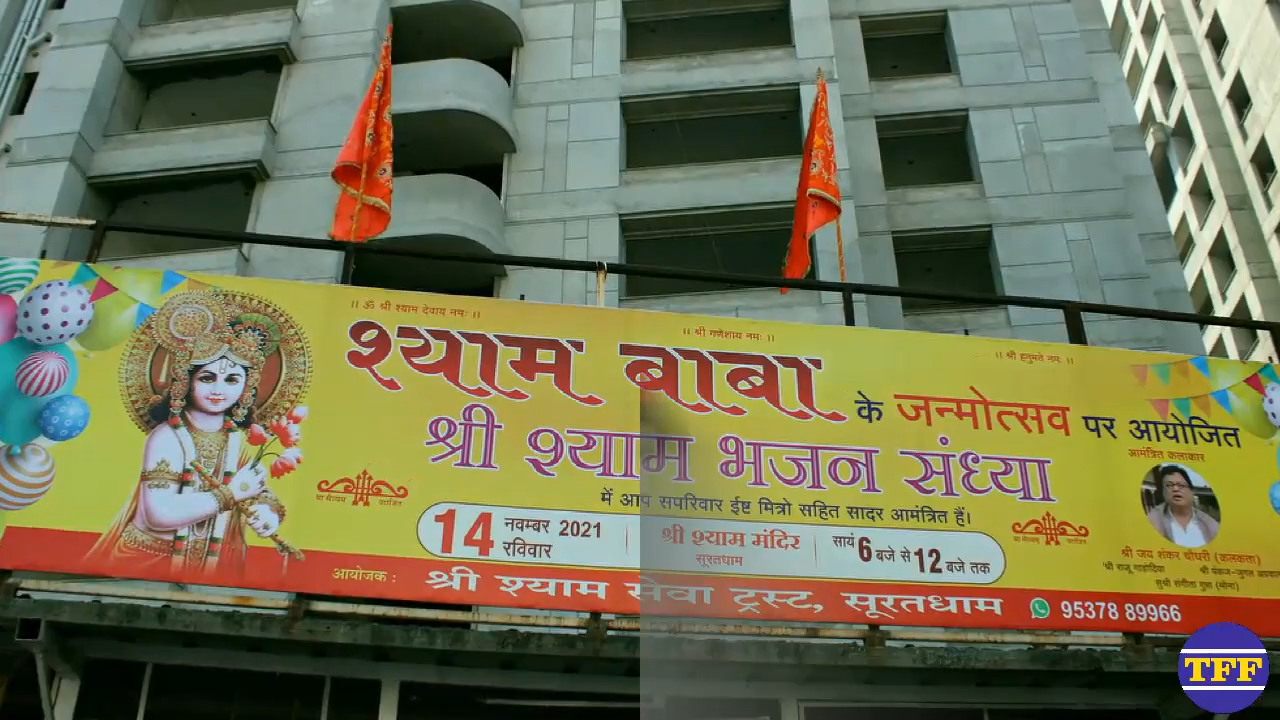 ।। ॐ श्री श्याम देवाय नमः ।।
।। श्री गणेशाय नमः ।।
।। श्री हनुमते नमः ।।
श्याम बाबा के जन्मोत्सव पर आयोजित
श्री श्याम भजन संध्या
में आप सपरिवार ईष्ट मित्रो सहित सादर आमंत्रित हैं।
14 नवम्बर 2021 रविवार
श्री श्याम मंदिर सूरतधाम
सायं 6 बजे से 12 बजे तक
आमंत्रित कलाकार
श्री जय शंकर चौधरी (कलकत्ता)
श्री राजू गाडोदिया
आयोजक : श्री श्याम सेवा ट्रस्ट, सूरतधाम 95378 89966
TFF